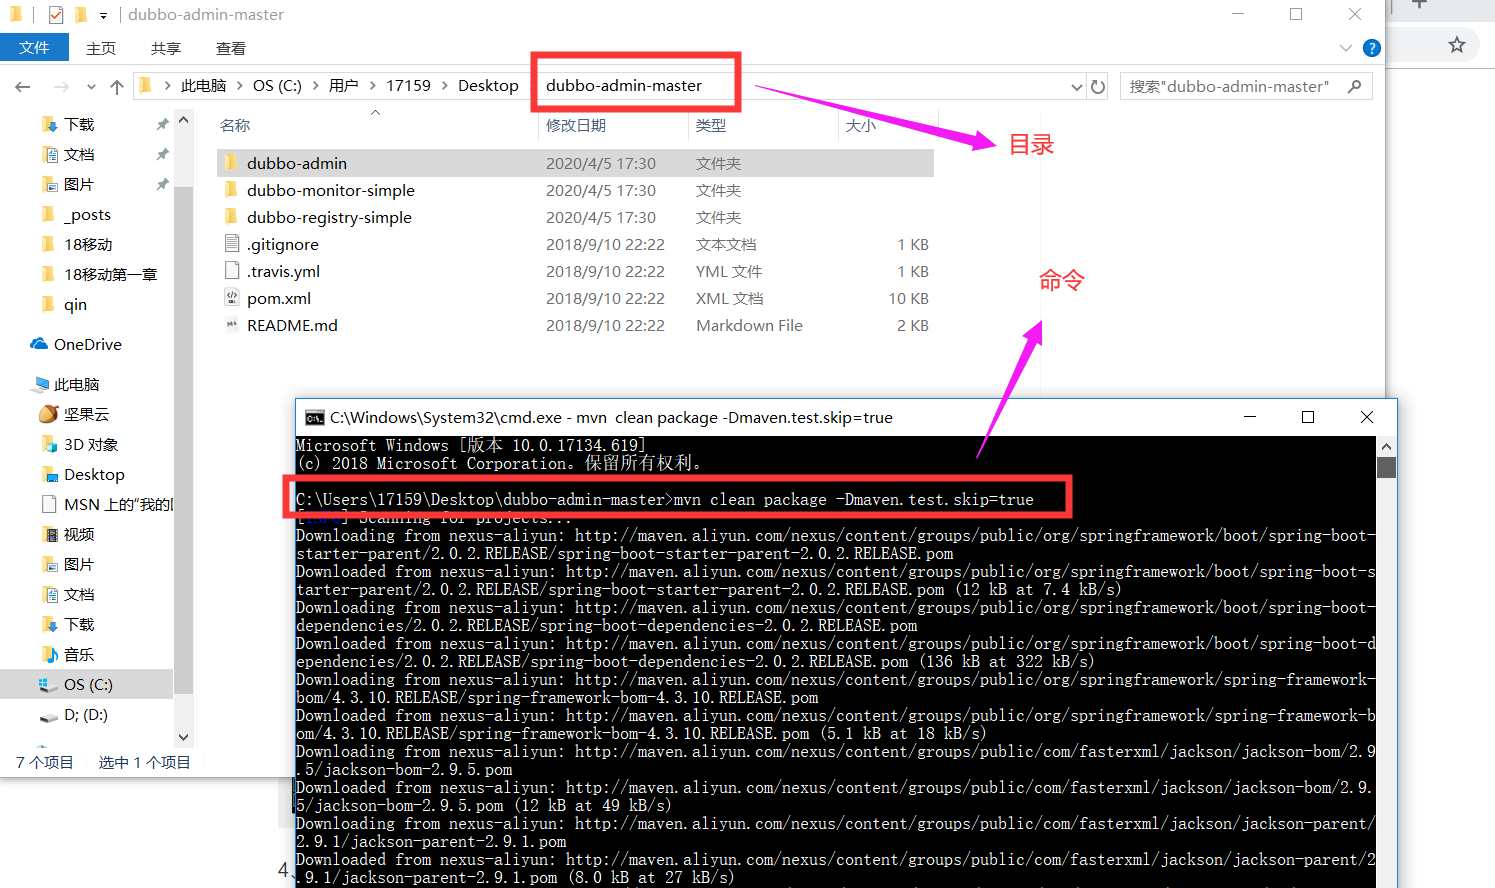 dubbo-admin-master
文件 主页 共享 查看
此电脑 OS (C:) 用户 17159 Desktop dubbo-admin-master
搜索"dubbo-admin-master"
名称 修改日期 类型 大小
目录
dubbo-admin 2020/4/5 17:30 文件夹
dubbo-monitor-simple 2020/4/5 17:30 文件夹
dubbo-registry-simple 2020/4/5 17:30 文件夹
.gitignore 2018/9/10 22:22 文本文档 1 KB
.travis.yml 2018/9/10 22:22 YML 文件 1 KB
pom.xml 2018/9/10 22:22 XML 文档 10 KB
README.md 2018/9/10 22:22 Markdown File 2 KB
命令
下载
文档
图片
_posts
18移动
18移动第一章
qin
OneDrive
此电脑
坚果云
3D 对象
Desktop
MSN 上的"我的
视频
图片
文档
下载
音乐
OS (C:)
D; (D:)
7 个项目 选中 1 个项目
C:\Windows\System32\cmd.exe - mvn clean package -Dmaven.test.skip=true
Microsoft Windows [版本 10.0.17134.619]
(c) 2018 Microsoft Corporation。保留所有权利。
C:\Users\17159\Desktop\dubbo-admin-master>mvn clean package -Dmaven.test.skip=true
[INFO] Scanning for projects...
Downloading from nexus-aliyun: http://maven.aliyun.com/nexus/content/groups/public/org/springframework/boot/spring-boot-
starter-parent/2.0.2.RELEASE/spring-boot-starter-parent-2.0.2.RELEASE.pom
Downloaded from nexus-aliyun: http://maven.aliyun.com/nexus/content/groups/public/org/springframework/boot/spring-boot-s
tarter-parent/2.0.2.RELEASE/spring-boot-starter-parent-2.0.2.RELEASE.pom (12 kB at 7.4 kB/s)
Downloading from nexus-aliyun: http://maven.aliyun.com/nexus/content/groups/public/org/springframework/boot/spring-boot-
dependencies/2.0.2.RELEASE/spring-boot-dependencies-2.0.2.RELEASE.pom
Downloaded from nexus-aliyun: http://maven.aliyun.com/nexus/content/groups/public/org/springframework/boot/spring-boot-d
ependencies/2.0.2.RELEASE/spring-boot-dependencies-2.0.2.RELEASE.pom (136 kB at 322 kB/s)
Downloading from nexus-aliyun: http://maven.aliyun.com/nexus/content/groups/public/org/springframework/spring-framework-
bom/4.3.10.RELEASE/spring-framework-bom-4.3.10.RELEASE.pom
Downloaded from nexus-aliyun: http://maven.aliyun.com/nexus/content/groups/public/org/springframework/spring-framework-b
om/4.3.10.RELEASE/spring-framework-bom-4.3.10.RELEASE.pom (5.1 kB at 18 kB/s)
Downloading from nexus-aliyun: http://maven.aliyun.com/nexus/content/groups/public/com/fasterxml/jackson/jackson-bom/2.9
.5/jackson-bom-2.9.5.pom
Downloaded from nexus-aliyun: http://maven.aliyun.com/nexus/content/groups/public/com/fasterxml/jackson/jackson-bom/2.9.
5/jackson-bom-2.9.5.pom (12 kB at 49 kB/s)
Downloading from nexus-aliyun: http://maven.aliyun.com/nexus/content/groups/public/com/fasterxml/jackson/jackson-parent/
2.9.1/jackson-parent-2.9.1.pom
Downloaded from nexus-aliyun: http://maven.aliyun.com/nexus/content/groups/public/com/fasterxml/jackson/jackson-parent/2
.9.1/jackson-parent-2.9.1.pom (8.0 kB at 27 kB/s)
4、